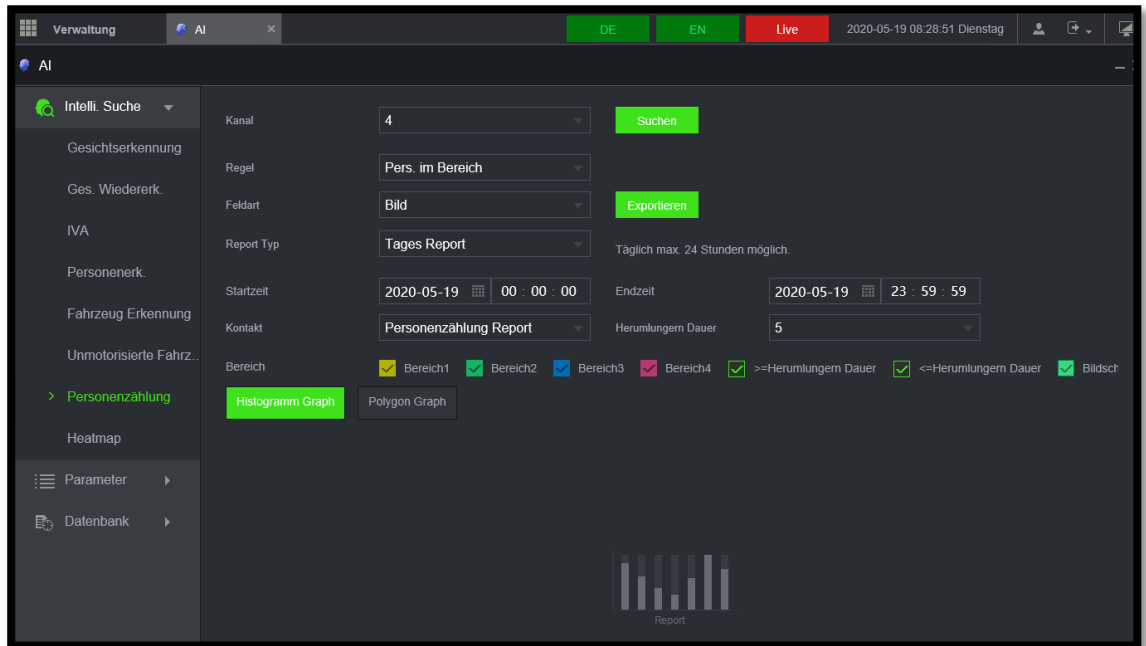 Verwaltung AI × DE EN Live 2020-05-19 08:28:51 Dienstag
AI
Intelli. Suche
Gesichtserkennung
Ges. Wiedererk.
IVA
Personenerk.
Fahrzeug Erkennung
Unmotorisierte Fahrz..
> Personenzählung
Heatmap
Parameter
Datenbank
Kanal 4 Suchen
Regel Pers. im Bereich
Feldart Bild Exportieren
Report Typ Tages Report Täglich max. 24 Stunden möglich.
Startzeit 2020-05-19 00 : 00 : 00 Endzeit 2020-05-19 23 : 59 : 59
Kontakt Personenzählung Report Herumlungern Dauer 5
Bereich Bereich1 Bereich2 Bereich3 Bereich4 >=Herumlungern Dauer <=Herumlungern Dauer Bildsch
Histogramm Graph Polygon Graph
Report